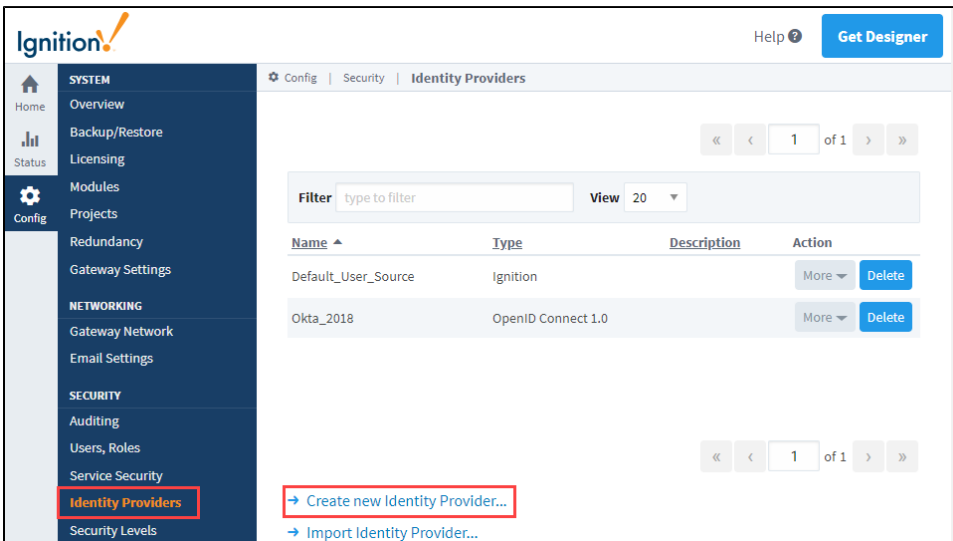 Ignition!
Help ?
Get Designer
Home
Status
Config
SYSTEM
Overview
Backup/Restore
Licensing
Modules
Projects
Redundancy
Gateway Settings
NETWORKING
Gateway Network
Email Settings
SECURITY
Auditing
Users, Roles
Service Security
Identity Providers
Security Levels
Config | Security | Identity Providers
« ‹ 1 of 1 › »
Filter type to filter View 20
Name Type Description Action
Default_User_Source Ignition More Delete
Okta_2018 OpenID Connect 1.0 More Delete
« ‹ 1 of 1 › »
→ Create new Identity Provider...
→ Import Identity Provider...